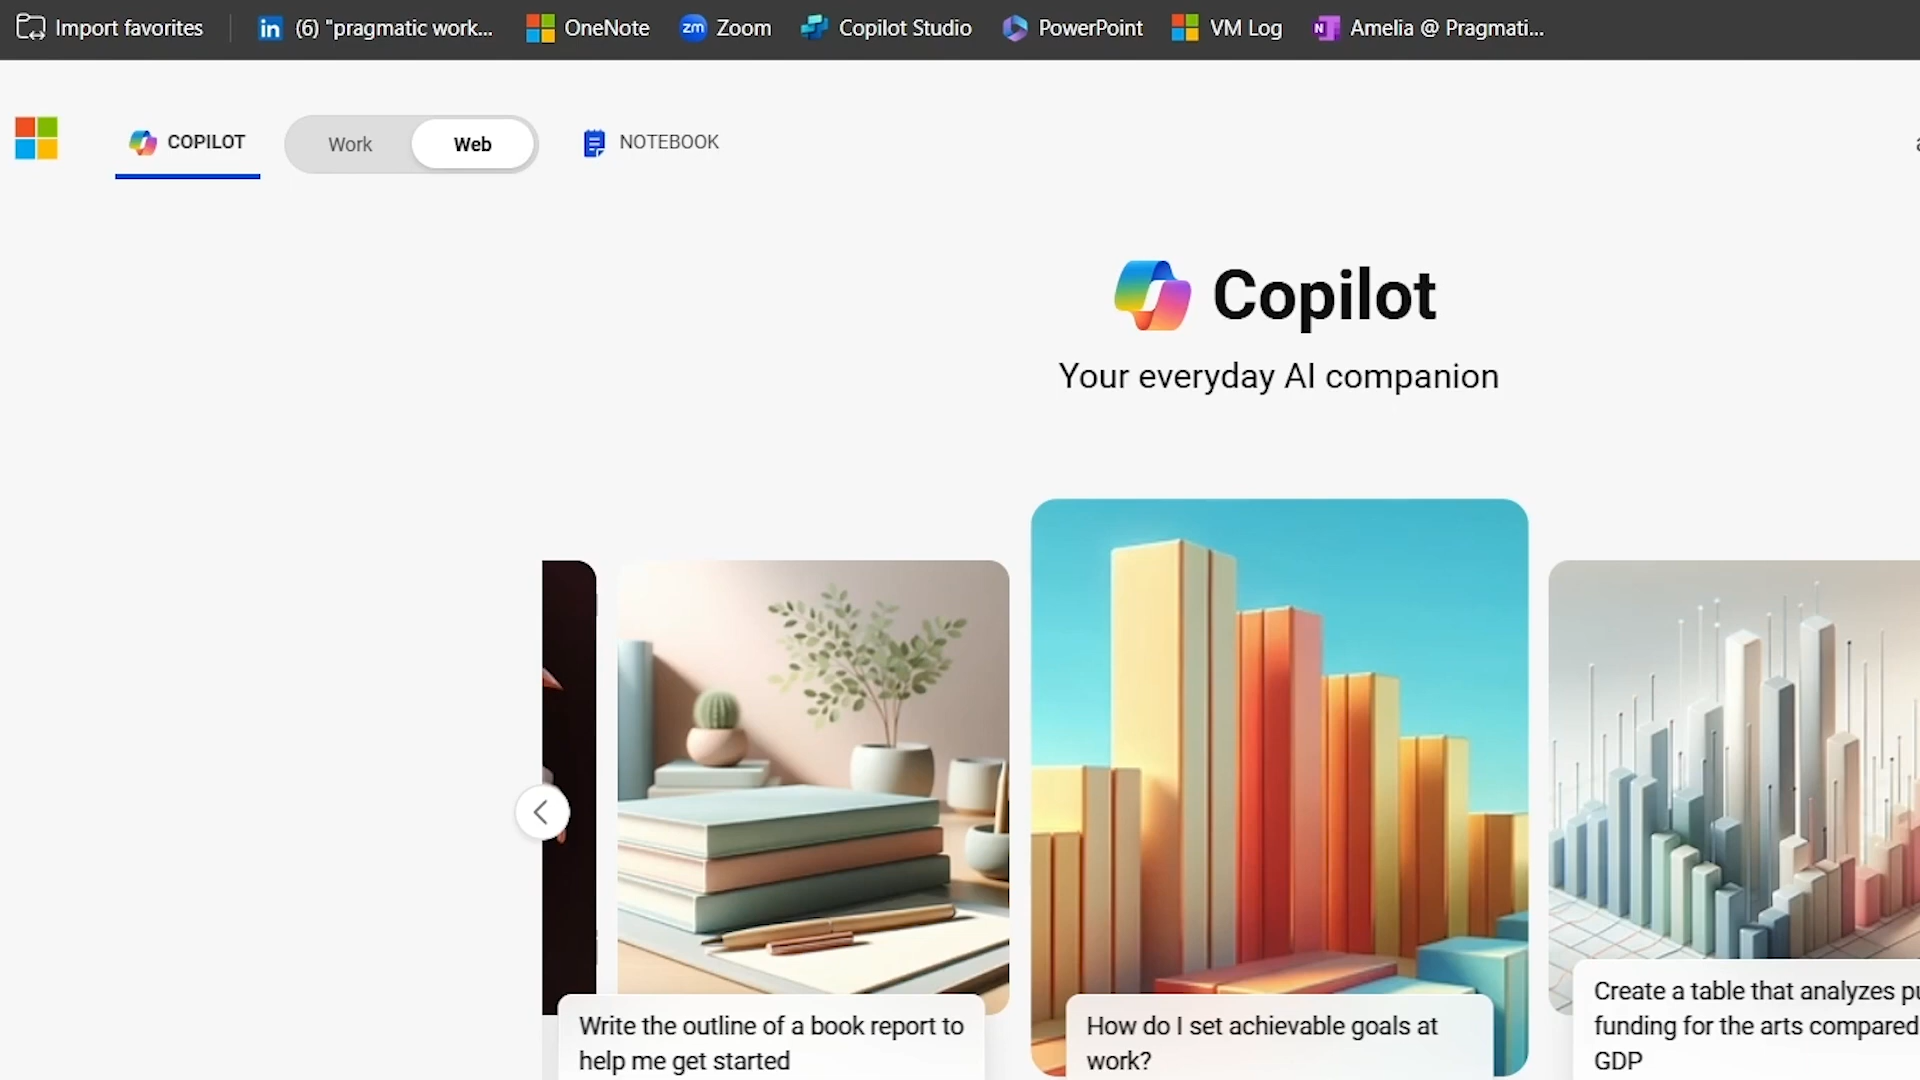 Import favorites
(6) "pragmatic work...
OneNote
Zoom
Copilot Studio
PowerPoint
VM Log
Amelia @ Pragmati...
COPILOT
Work
Web
NOTEBOOK
Copilot
Your everyday AI companion
Write the outline of a book report to
help me get started
How do I set achievable goals at
work?
Create a table that analyzes
funding for the arts compared
GDP